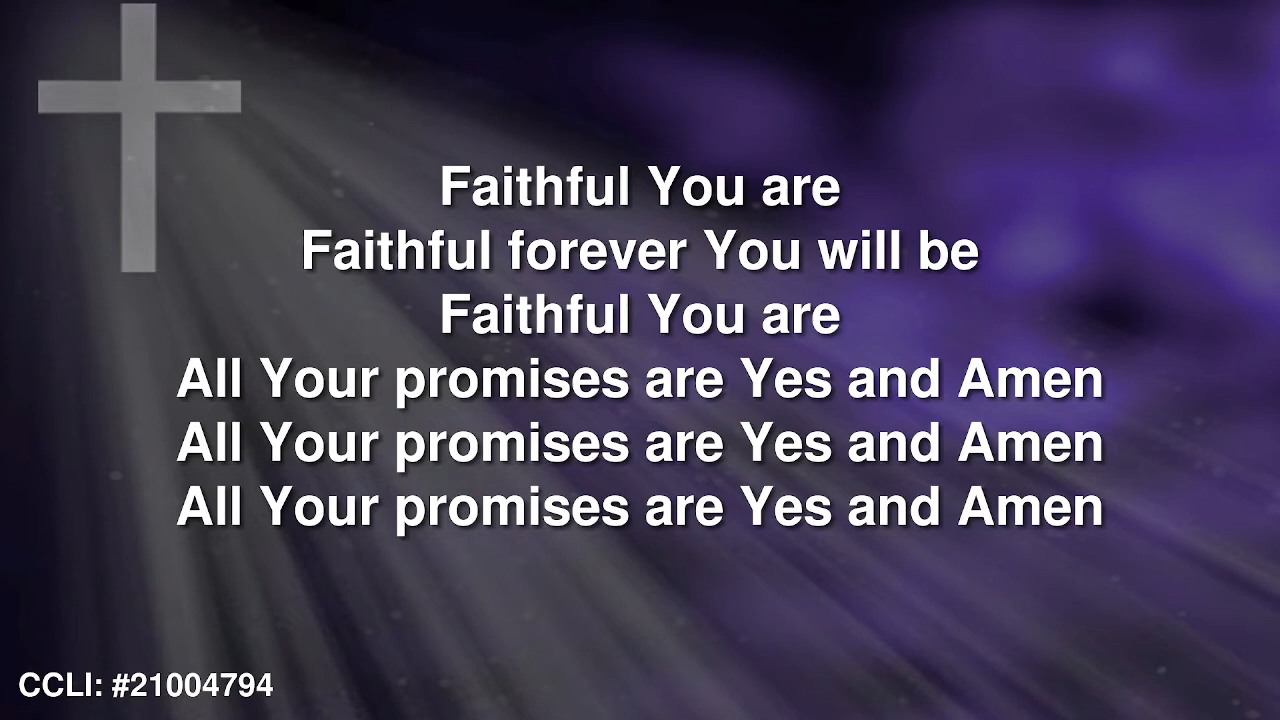 Faithful You are
Faithful forever You will be
Faithful You are
All Your promises are Yes and Amen
All Your promises are Yes and Amen
All Your promises are Yes and Amen
CCLI: #21004794